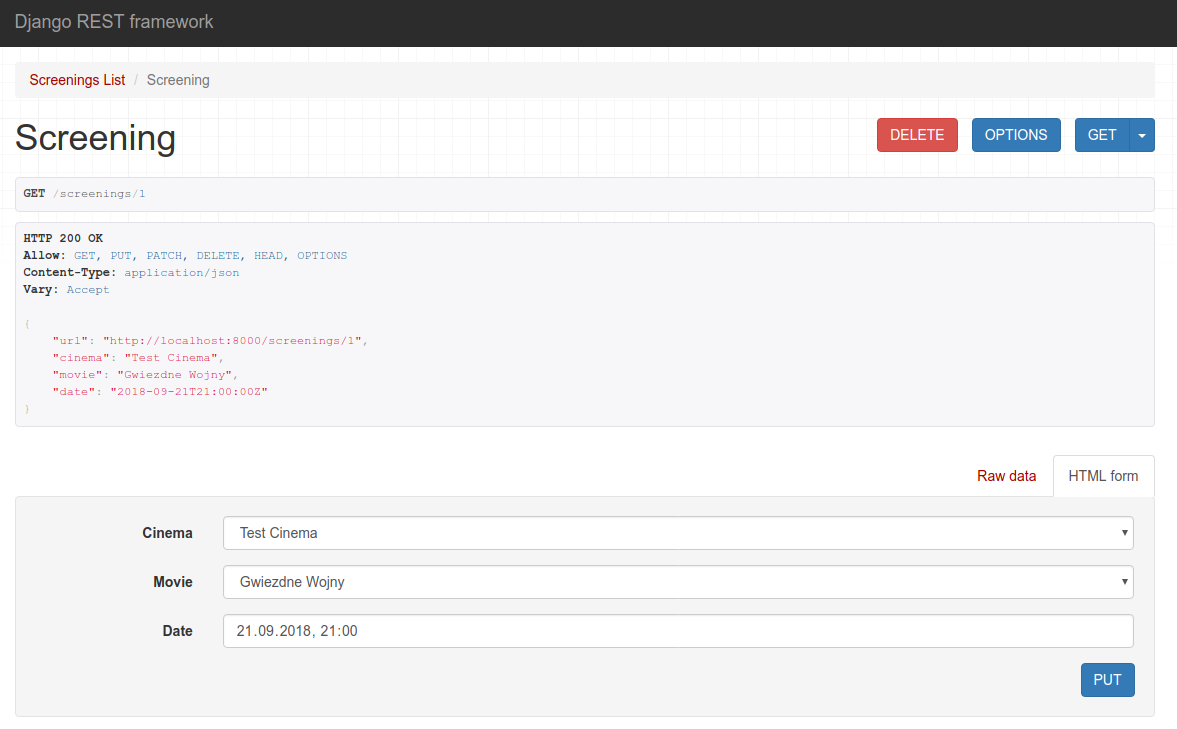 Django REST framework
Screenings List / Screening
Screening
DELETE OPTIONS GET
GET /screenings/1
HTTP 200 OK
Allow: GET, PUT, PATCH, DELETE, HEAD, OPTIONS
Content-Type: application/json
Vary: Accept
{
    "url": "http://localhost:8000/screenings/1",
    "cinema": "Test Cinema",
    "movie": "Gwiezdne Wojny",
    "date": "2018-09-21T21:00:00Z"
}
Raw data HTML form
Cinema Test Cinema
Movie Gwiezdne Wojny
Date 21.09.2018, 21:00
PUT